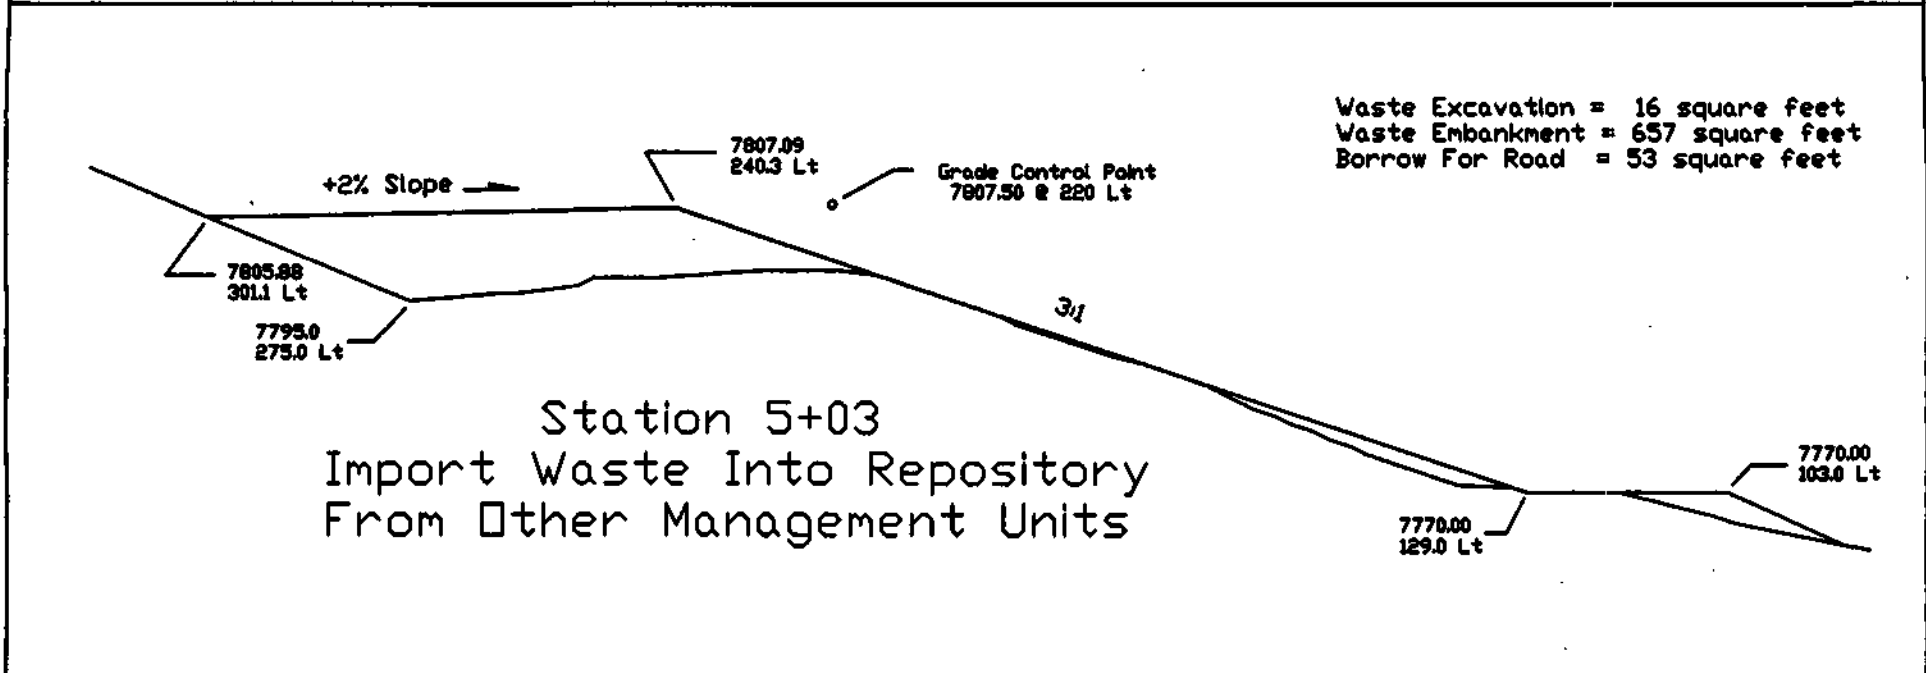 Waste Excavation = 16 square feet
Waste Embankment = 657 square feet
Borrow For Road = 53 square feet
7807.09
240.3 Lt
+2% Slope
Grade Control Point
7807.50 @ 220 Lt
7805.88
301.1 Lt
7795.0
275.0 Lt
3:1
Station 5+03
Import Waste Into Repository
From Other Management Units
7770.00
103.0 Lt
7770.00
129.0 Lt